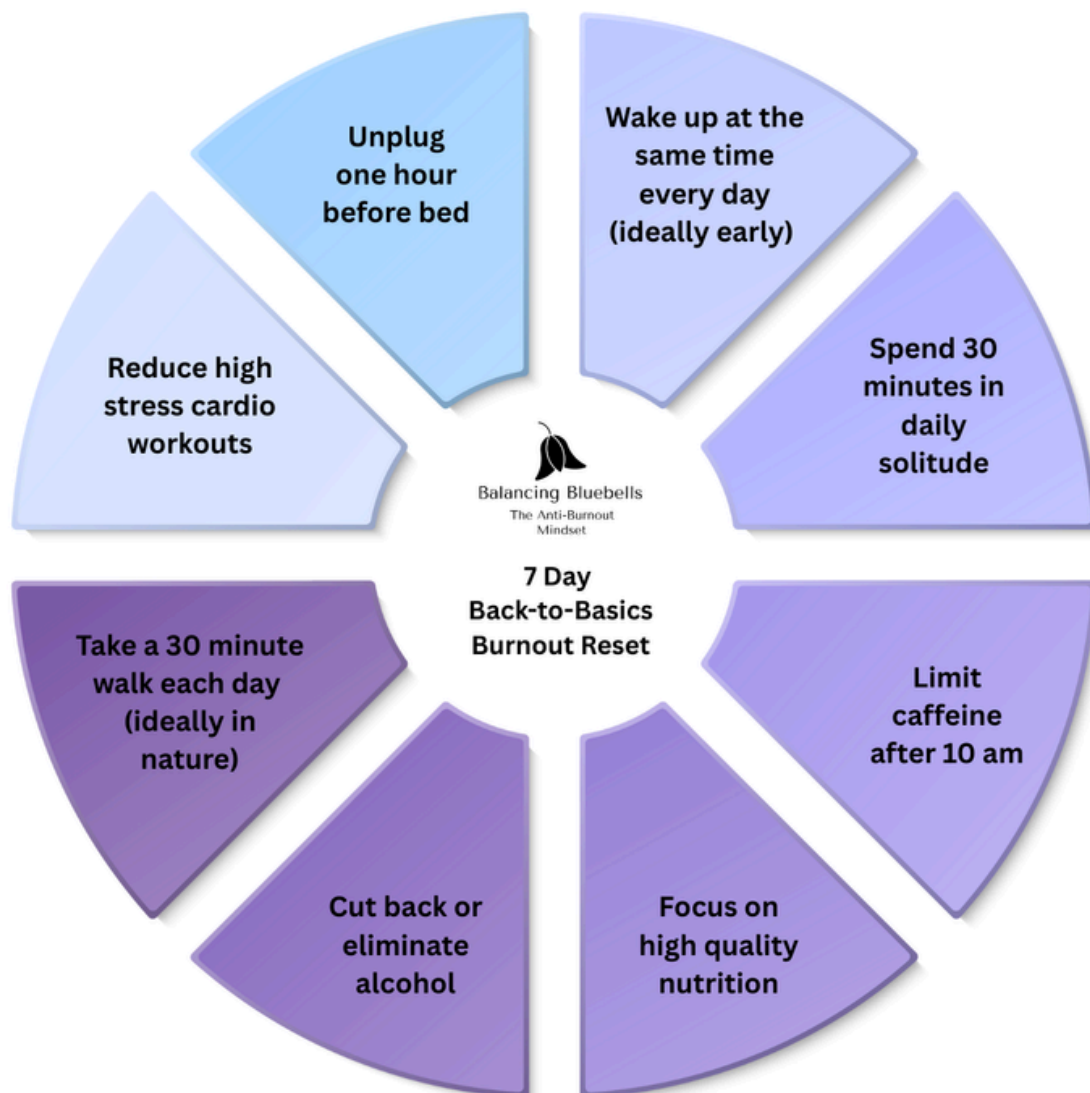 Unplug
one hour
before bed
Wake up at the
same time
every day
(ideally early)
Spend 30
minutes in
daily
solitude
Limit
caffeine
after 10 am
Focus on
high quality
nutrition
Cut back or
eliminate
alcohol
Take a 30 minute
walk each day
(ideally in
nature)
Reduce high
stress cardio
workouts
Balancing Bluebells
The Anti-Burnout
Mindset
7 Day
Back-to-Basics
Burnout Reset